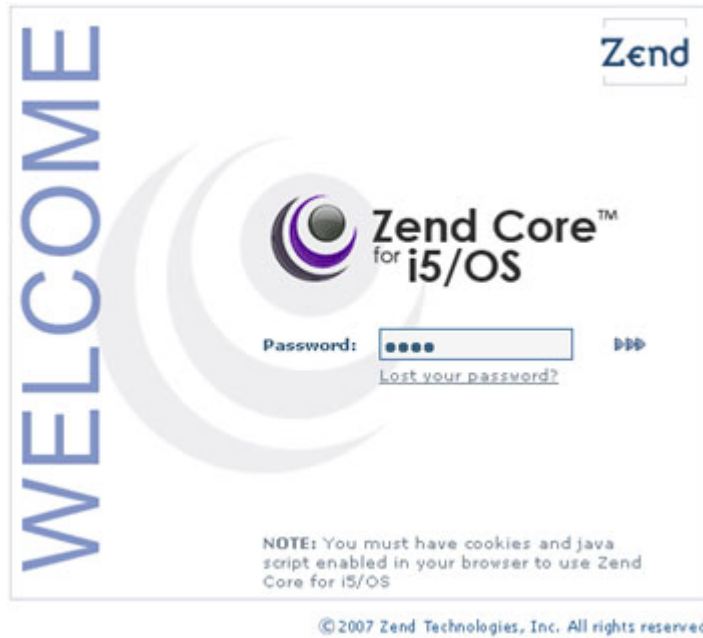 WELCOME
Zend
Zend Core™
for i5/OS
Password:
Lost your password?
NOTE: You must have cookies and java
script enabled in your browser to use Zend
Core for i5/OS
©2007 Zend Technologies, Inc. All rights reserved